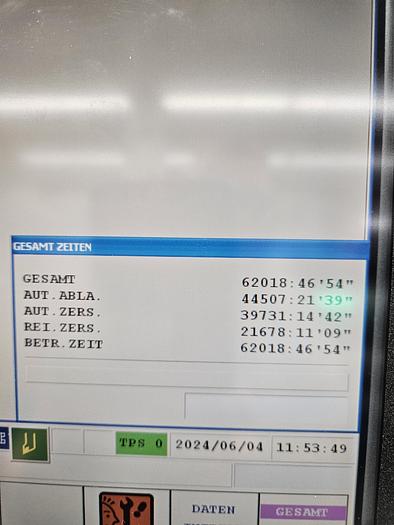 GESAMT ZEITEN
GESAMT 62018:46'54"
AUT.ABLA. 44507:21'39"
AUT.ZERS. 39731:14'42"
REI.ZERS. 21678:11'09"
BETR.ZEIT 62018:46'54"
TPS 0 2024/06/04 11:53:49
DATEN GESAMT